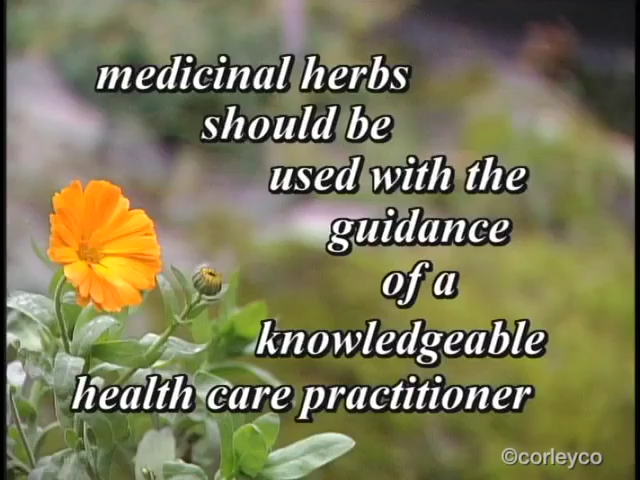 medicinal herbs
should be
used with the
guidance
of a
knowledgeable
health care practitioner
©corleyco